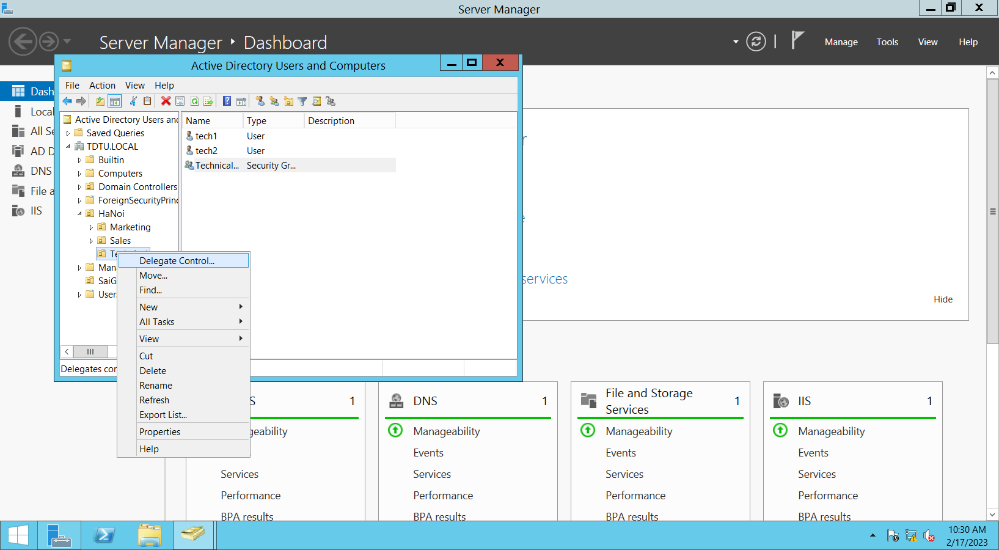 Server Manager
Server Manager Dashboard
Manage Tools View Help
Active Directory Users and Computers
File Action View Help
Dash
Local
All Se
AD D
DNS
File a
IIS
Active Directory Users an
Saved Queries
TDTU.LOCAL
Builtin
Computers
Domain Controllers
ForeignSecurityPrinc
HaNoi
Marketing
Sales
Te
Man
SaiG
User
Name Type Description
tech1 User
tech2 User
Technical... Security Gr...
Delegates con
Delegate Control...
Move...
Find...
New
All Tasks
View
Cut
Delete
Rename
Refresh
Export List...
Properties
Help
services
Hide
S 1
geability
Services
Performance
BPA results
DNS 1
Manageability
Events
Services
Performance
BPA results
File and Storage
Services 1
Manageability
Events
Services
Performance
BPA results
IIS 1
Manageability
Events
Services
Performance
BPA results
10:30 AM
2/17/2023